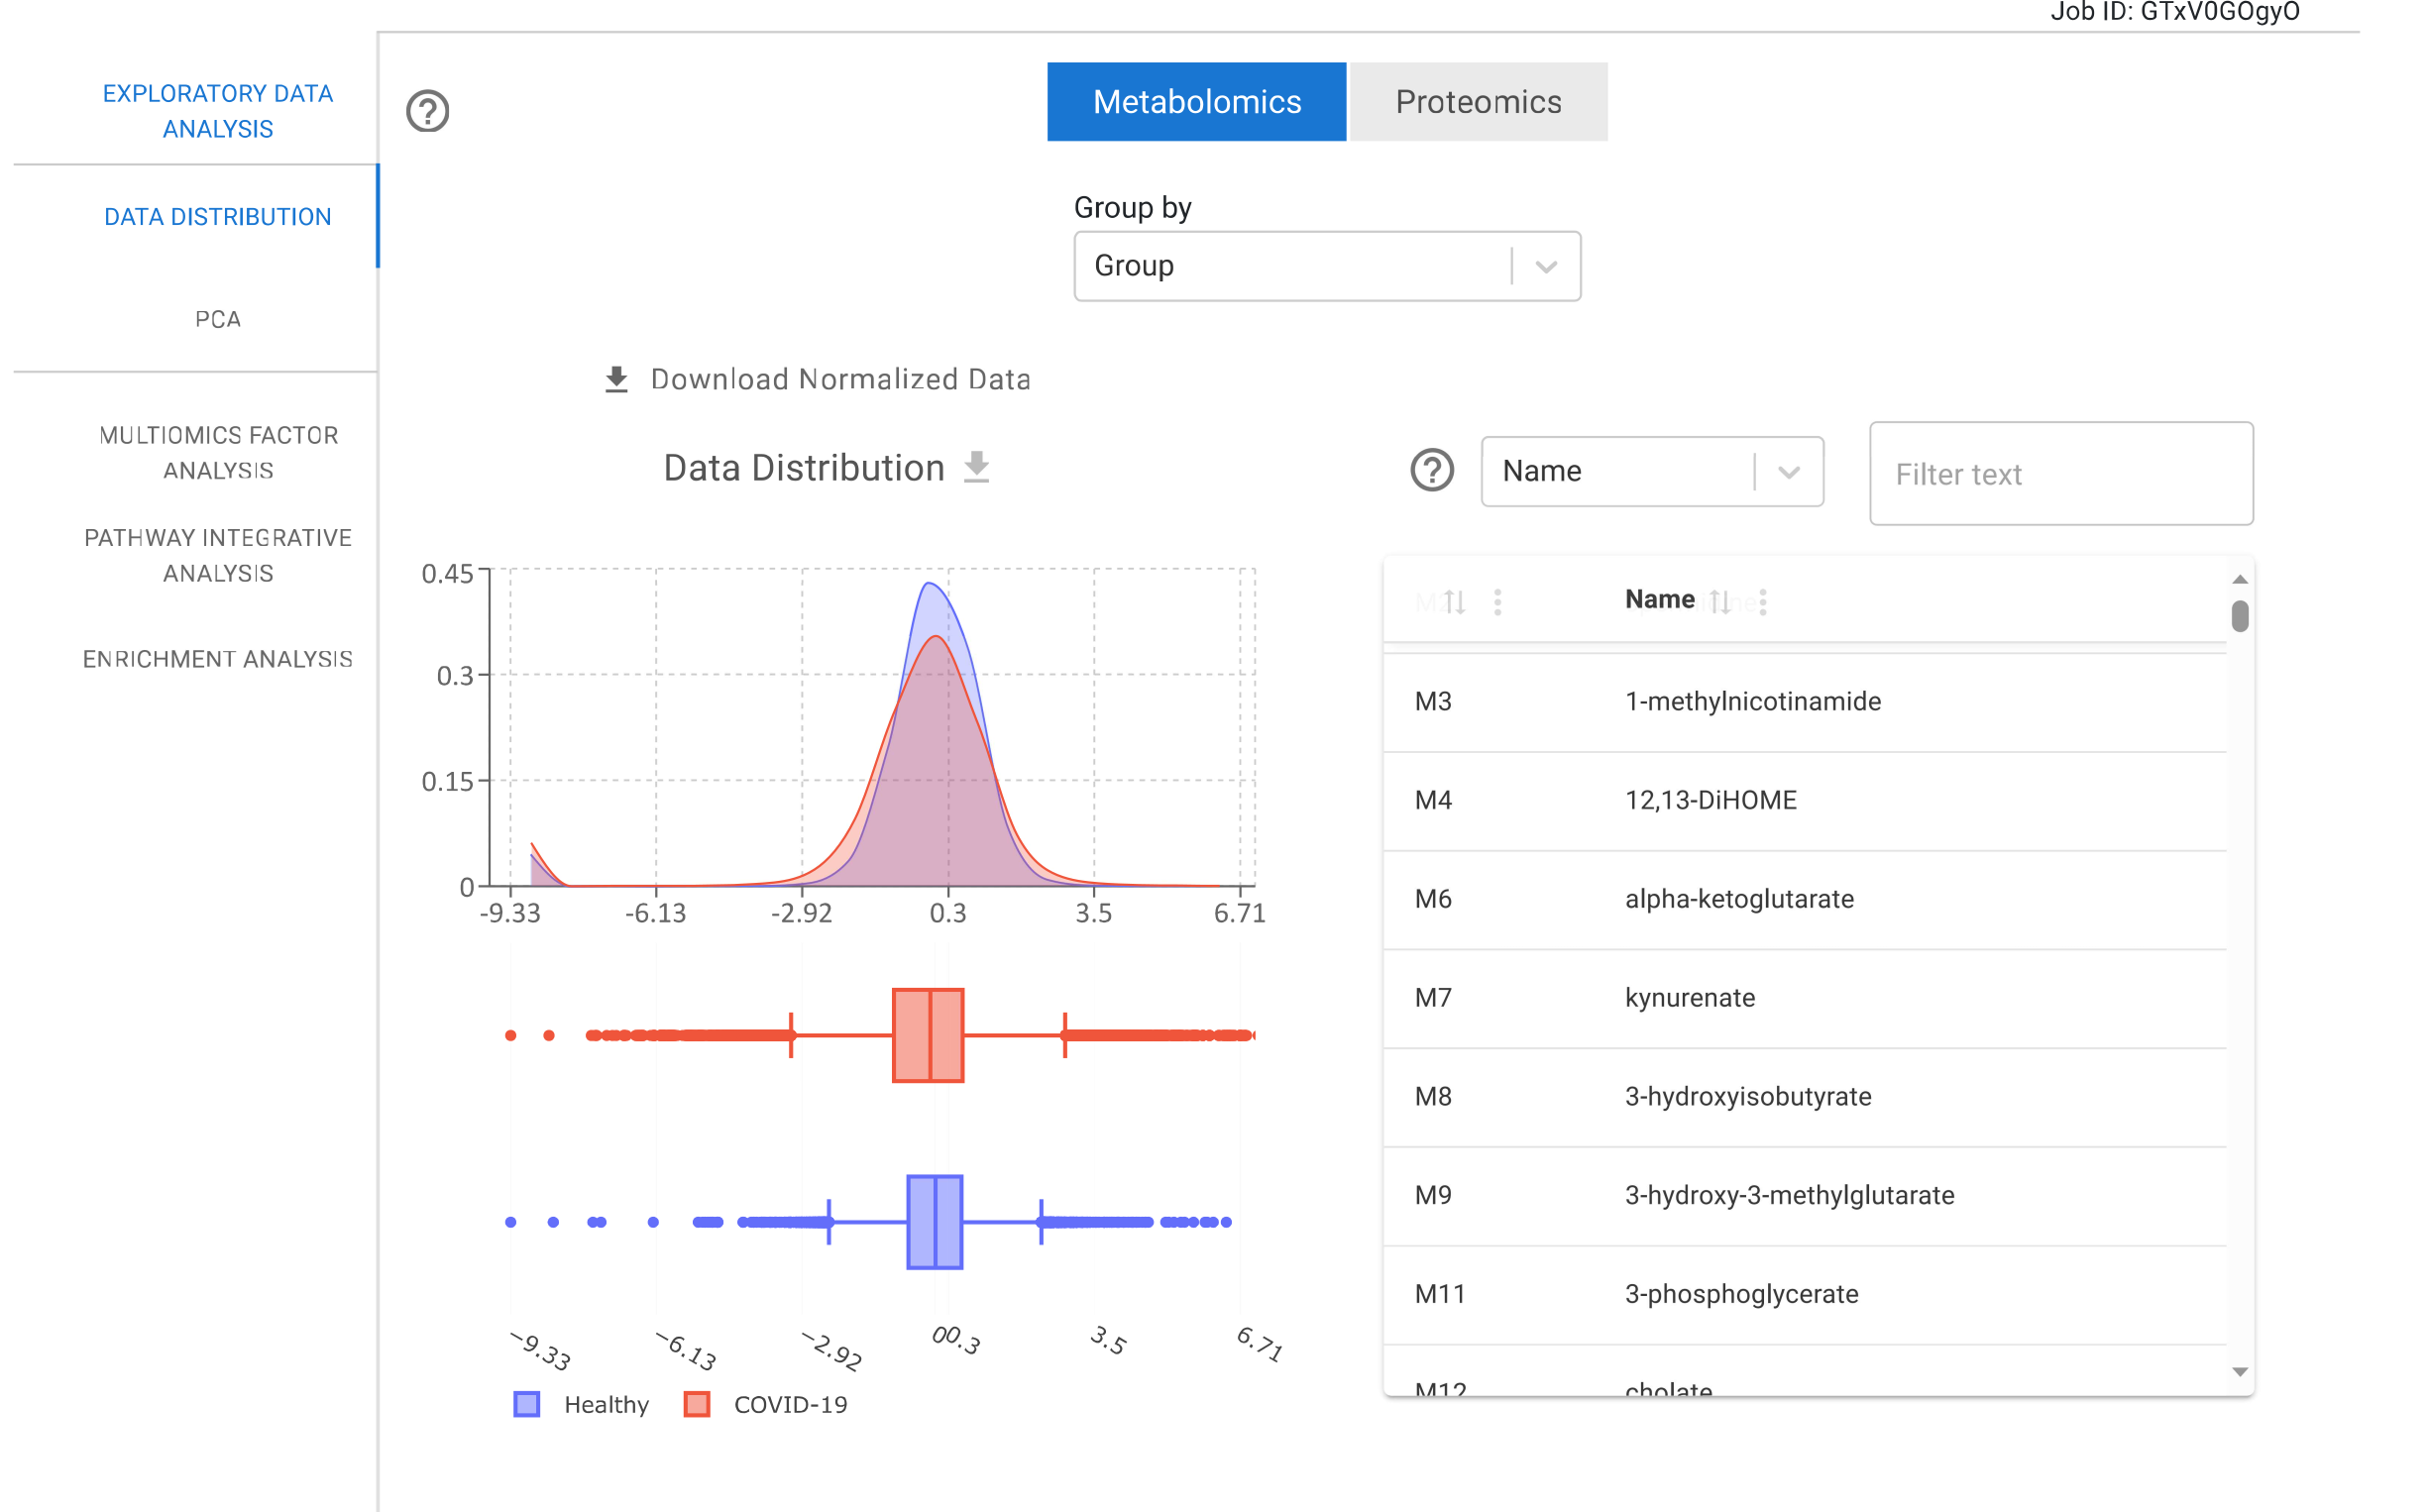 Job ID: GTxV0GOgyO
EXPLORATORY DATA
ANALYSIS
DATA DISTRIBUTION
PCA
MULTIOMICS FACTOR
ANALYSIS
PATHWAY INTEGRATIVE
ANALYSIS
ENRICHMENT ANALYSIS
Metabolomics
Proteomics
Group by
Group
Download Normalized Data
Data Distribution
0.45
0.3
0.15
0
-9.33
-6.13
-2.92
0.3
3.5
6.71
−9.33
−6.13
−2.92
0
0.3
3.5
6.71
Healthy
COVID-19
Name
Filter text
Name
M3
1-methylnicotinamide
M4
12,13-DiHOME
M6
alpha-ketoglutarate
M7
kynurenate
M8
3-hydroxyisobutyrate
M9
3-hydroxy-3-methylglutarate
M11
3-phosphoglycerate
M12
cholate